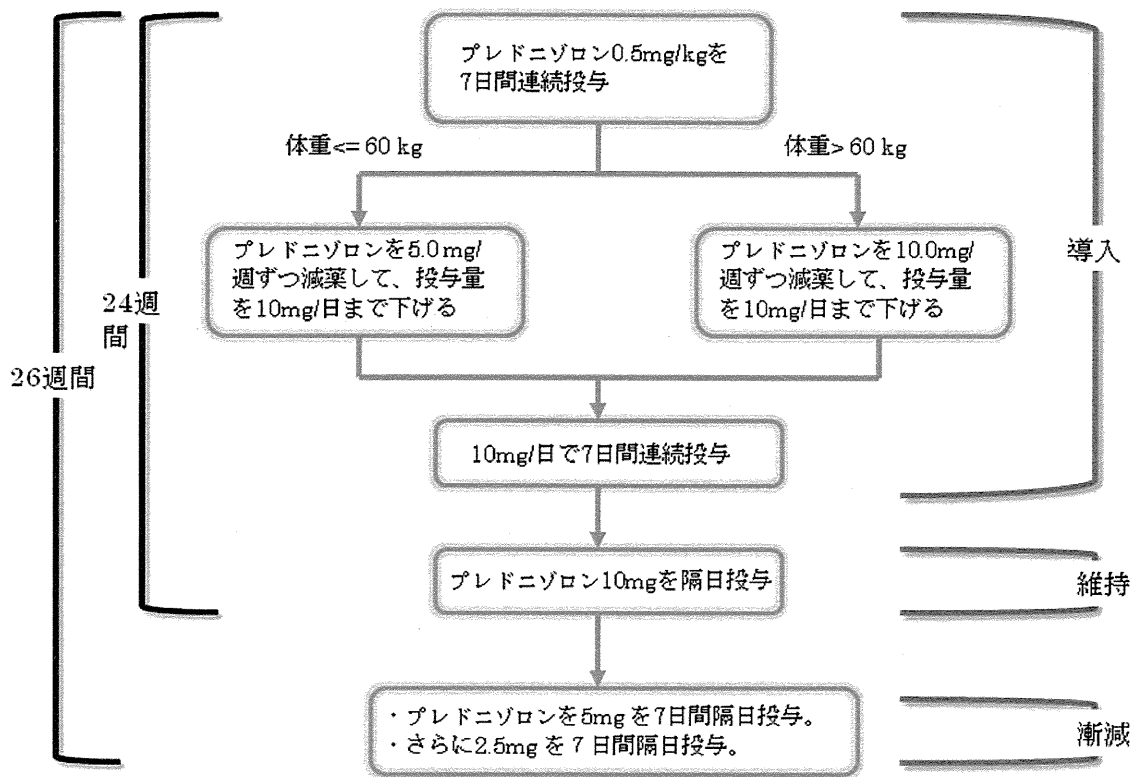 プレドニゾロン0.5mg/kgを
7日間連続投与
体重<= 60 kg
体重> 60 kg
プレドニゾロンを5.0 mg/
週ずつ減薬して、投与量
を10mg/日まで下げる
プレドニゾロンを10.0mg/
週ずつ減薬して、投与量
を10mg/日まで下げる
導入
24週
間
26週間
10mg/日で7日間連続投与
プレドニゾロン10mgを隔日投与
維持
・プレドニゾロンを5mgを7日間隔日投与。
・さらに2.5mgを7日間隔日投与。
漸減